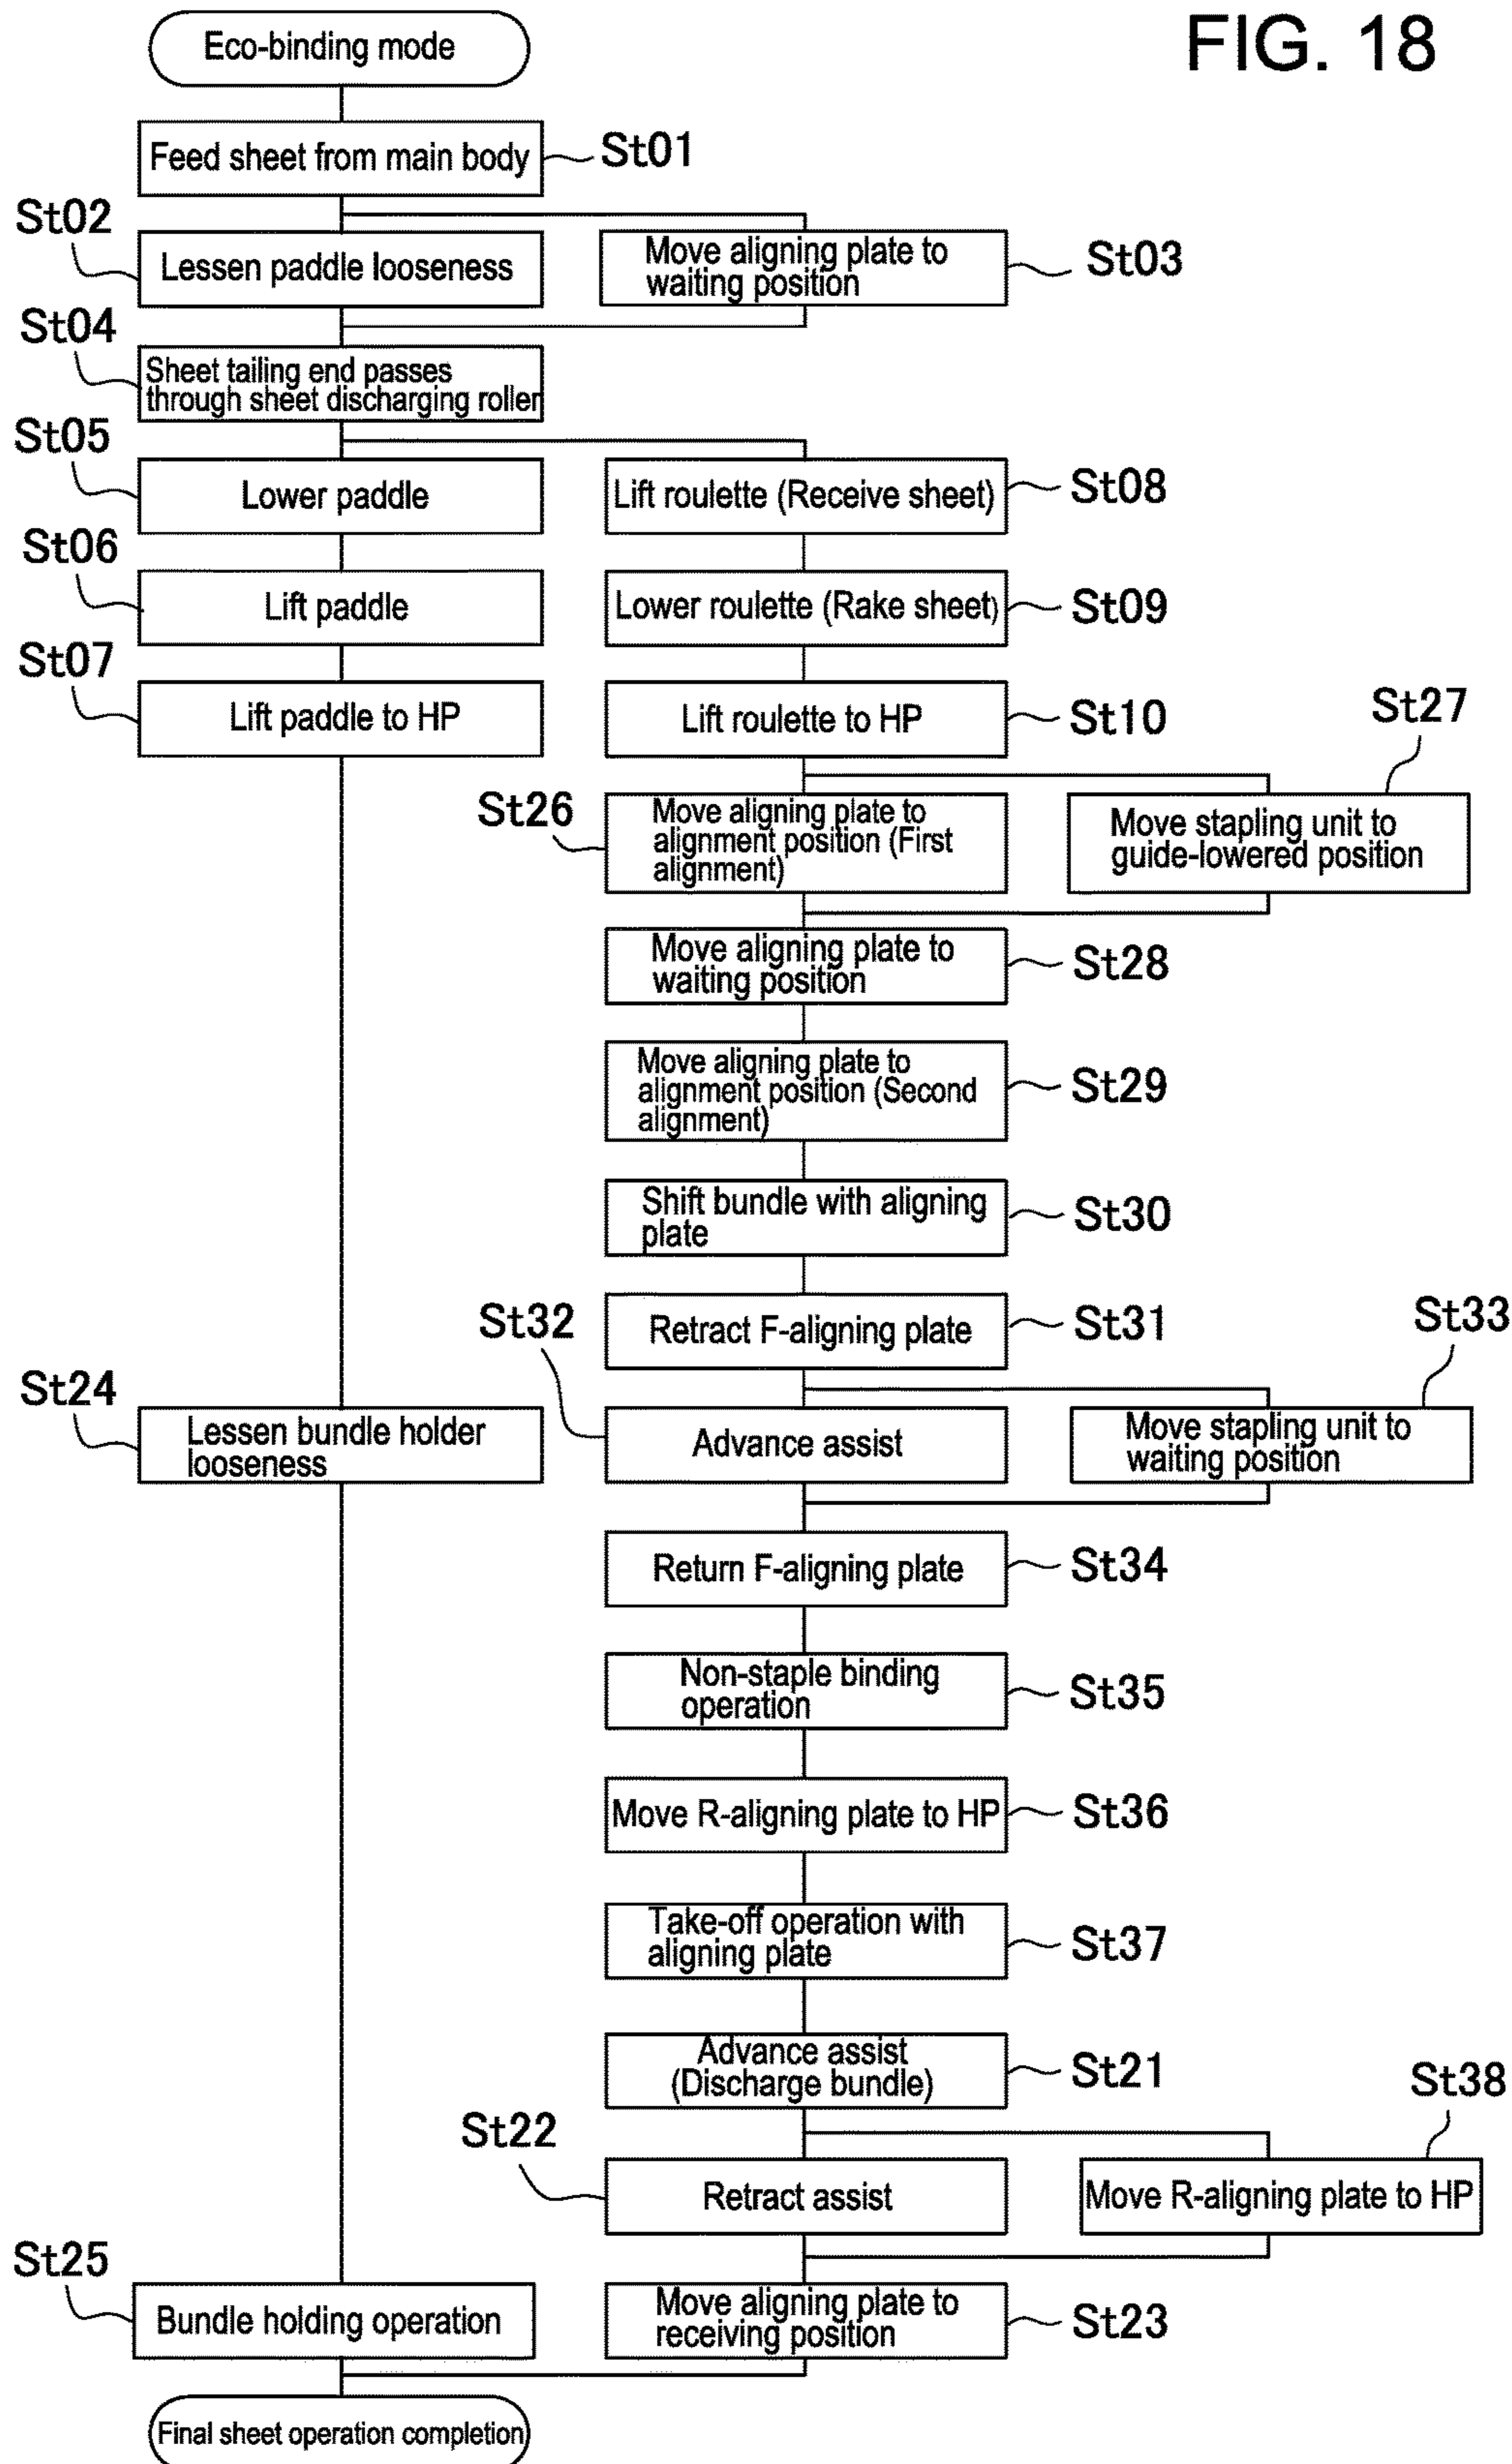 FIG. 18
Eco-binding mode
Feed sheet from main body
St01
St02
Lessen paddle looseness
Move aligning plate to
waiting position
St03
St04
Sheet tailing end passes
through sheet discharging roller
St05
Lower paddle
Lift roulette (Receive sheet)
St08
St06
Lift paddle
Lower roulette (Rake sheet)
St09
St07
Lift paddle to HP
Lift roulette to HP
St10
St27
St26
Move aligning plate to
alignment position (First
alignment)
Move stapling unit to
guide-lowered position
Move aligning plate to
waiting position
St28
Move aligning plate to
alignment position (Second
alignment)
St29
Shift bundle with aligning
plate
St30
Retract F-aligning plate
St31
St32
St33
St24
Lessen bundle holder
looseness
Advance assist
Move stapling unit to
waiting position
Return F-aligning plate
St34
Non-staple binding
operation
St35
Move R-aligning plate to HP
St36
Take-off operation with
aligning plate
St37
Advance assist
(Discharge bundle)
St21
St38
St22
Retract assist
Move R-aligning plate to HP
St25
Bundle holding operation
Move aligning plate to
receiving position
St23
Final sheet operation completion